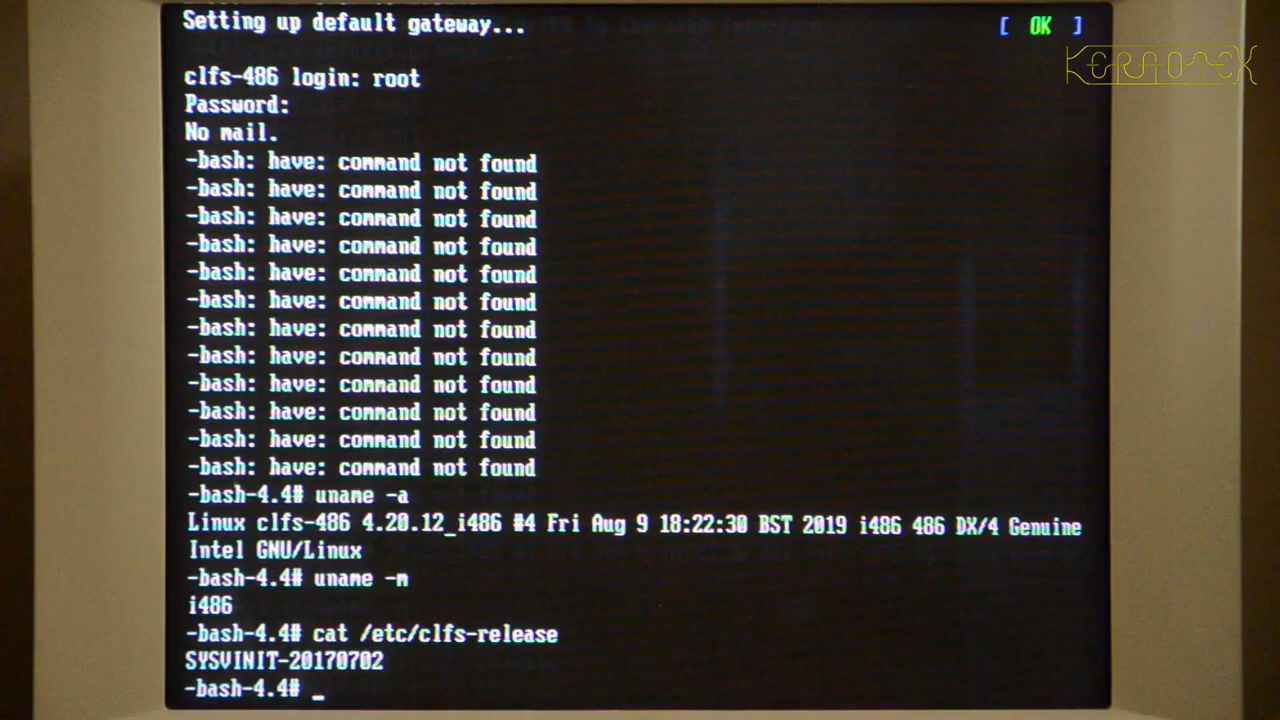 Setting up default gateway... [ OK ]
KERAOTEK
clfs-486 login: root
Password:
No mail.
-bash: have: command not found
-bash: have: command not found
-bash: have: command not found
-bash: have: command not found
-bash: have: command not found
-bash: have: command not found
-bash: have: command not found
-bash: have: command not found
-bash: have: command not found
-bash: have: command not found
-bash: have: command not found
-bash: have: command not found
-bash-4.4# uname -a
Linux clfs-486 4.20.12_i486 #4 Fri Aug 9 18:22:30 BST 2019 i486 486 DX/4 Genuine
Intel GNU/Linux
-bash-4.4# uname -m
i486
-bash-4.4# cat /etc/clfs-release
SYSVINIT-20170702
-bash-4.4# _